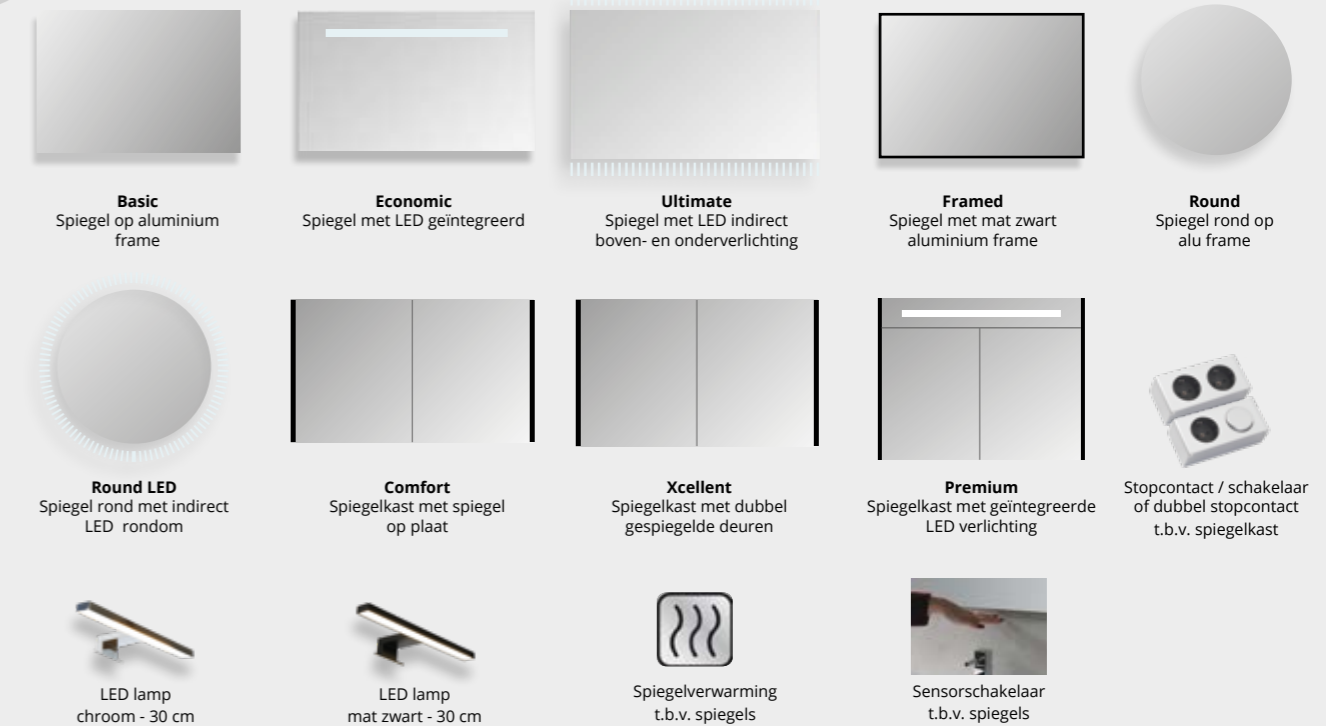 Basic
Spiegel op aluminium
frame
Economic
Spiegel met LED geïntegreerd
Ultimate
Spiegel met LED indirect
boven- en onderverlichting
Framed
Spiegel met mat zwart
aluminium frame
Round
Spiegel rond op
alu frame
Round LED
Spiegel rond met indirect
LED rondom
Comfort
Spiegelkast met spiegel
op plaat
Xcellent
Spiegelkast met dubbel
gespiegelde deuren
Premium
Spiegelkast met geïntegreerde
LED verlichting
Stopcontact / schakelaar
of dubbel stopcontact
t.b.v. spiegelkast
LED lamp
chroom - 30 cm
LED lamp
mat zwart - 30 cm
Spiegelverwarming
t.b.v. spiegels
Sensorschakelaar
t.b.v. spiegels